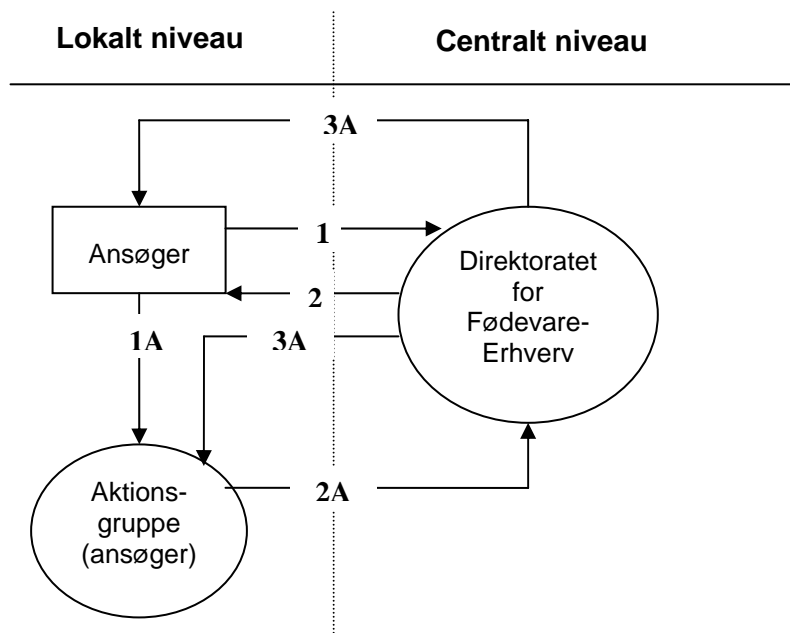 Lokalt niveau
Centralt niveau
3A
Ansøger
1
Direktoratet
for
Fødevare-
Erhverv
2
1A
3A
Aktions-
gruppe
(ansøger)
2A